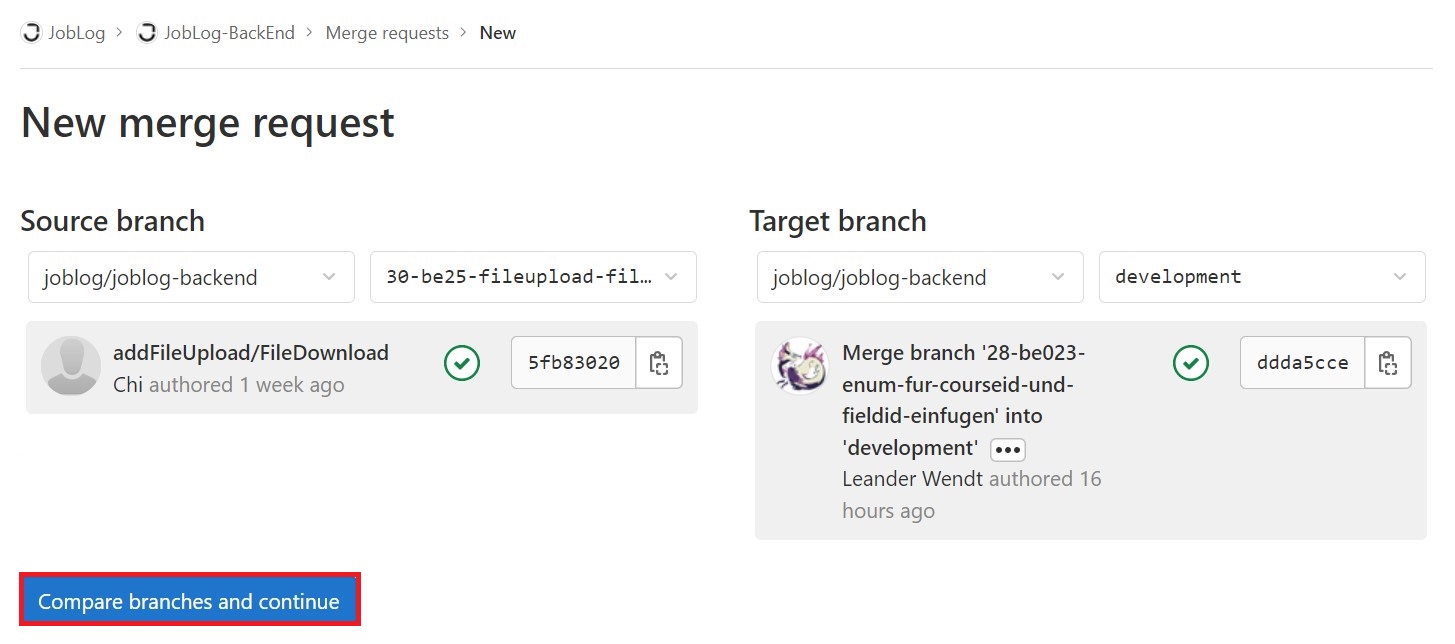 JobLog > JobLog-BackEnd > Merge requests > New
New merge request
Source branch
joblog/joblog-backend
30-be25-fileupload-fil…
addFileUpload/FileDownload
Chi authored 1 week ago
5fb83020
Target branch
joblog/joblog-backend
development
Merge branch '28-be023-
enum-fur-courseid-und-
fieldid-einfugen' into
'development' •••
Leander Wendt authored 16
hours ago
ddda5cce
Compare branches and continue